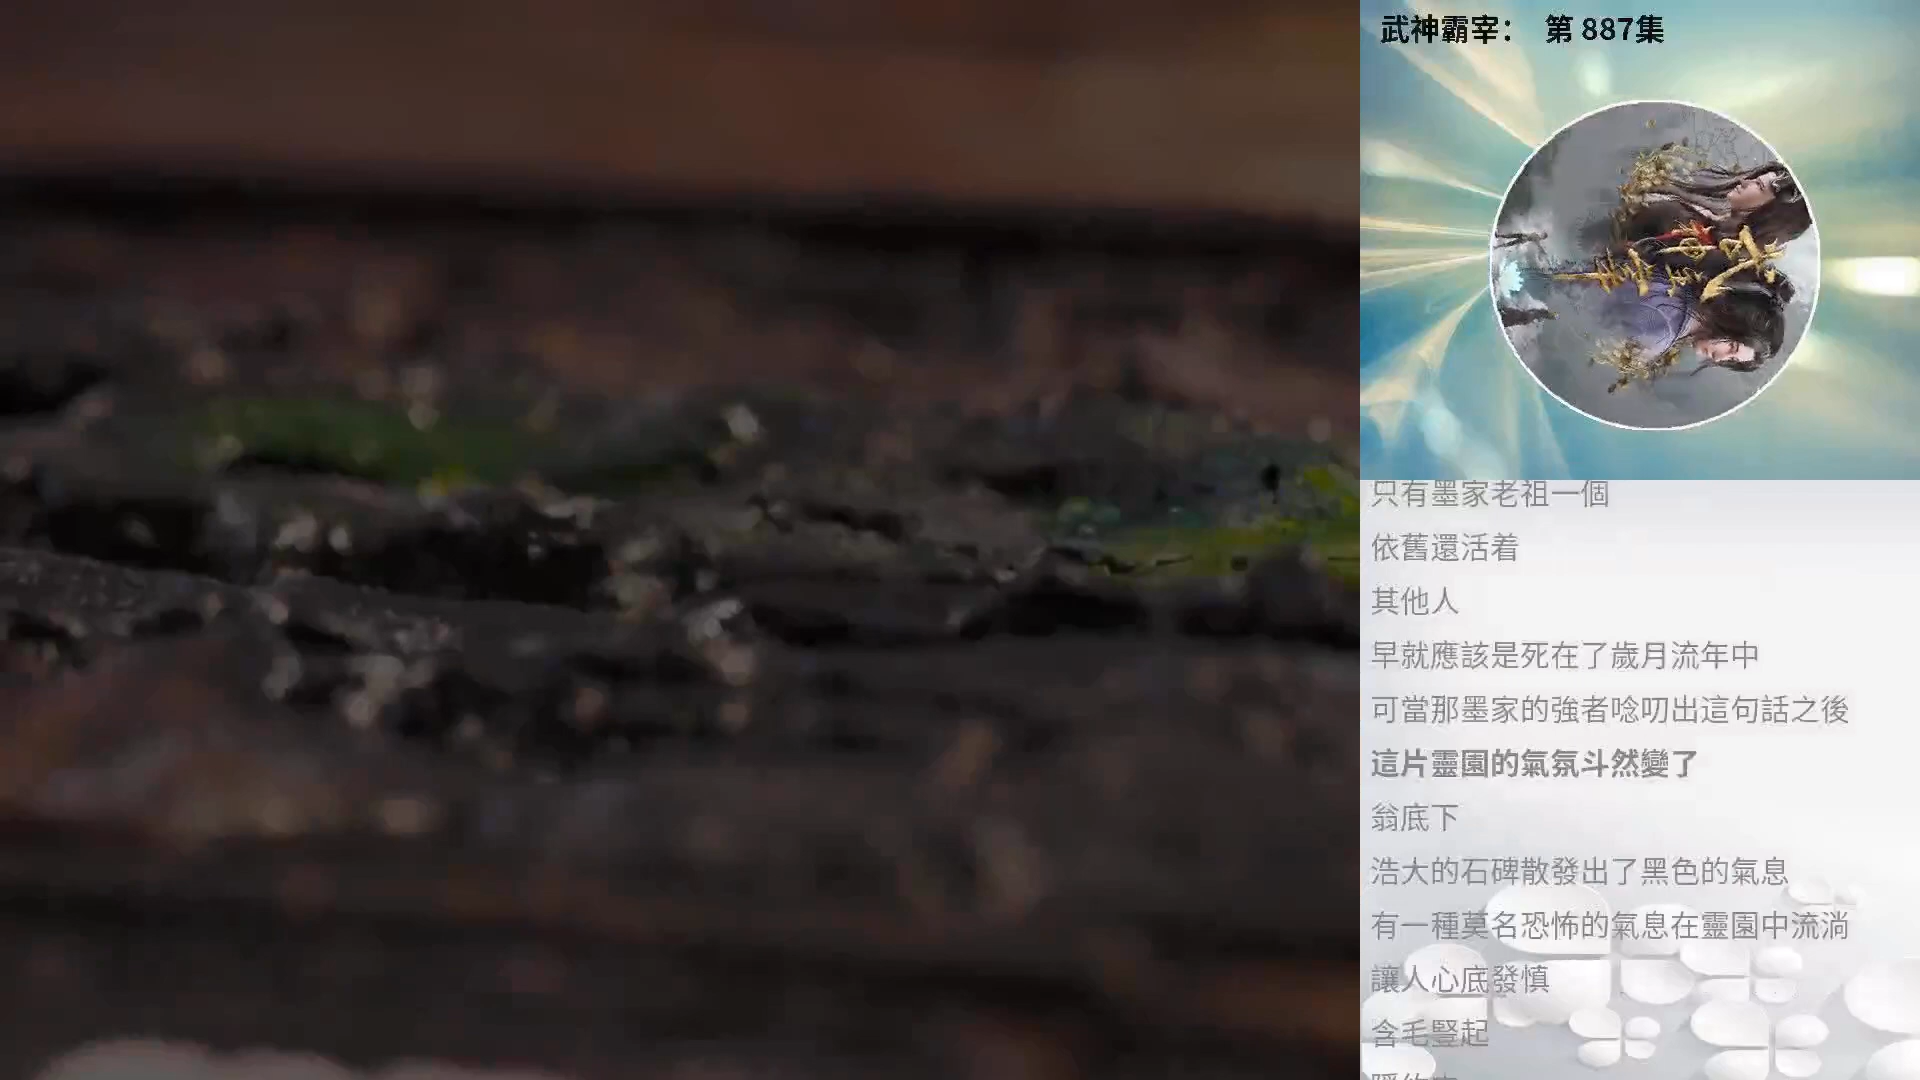 武神霸宰： 第 887集
只有墨家老祖一個
依舊還活着
其他人
早就應該是死在了歲月流年中
可當那墨家的強者唸叨出這句話之後
這片靈園的氣氛斗然變了
翁底下
浩大的石碑散發出了黑色的氣息
有一種莫名恐怖的氣息在靈園中流淌
讓人心底發慎
含毛豎起